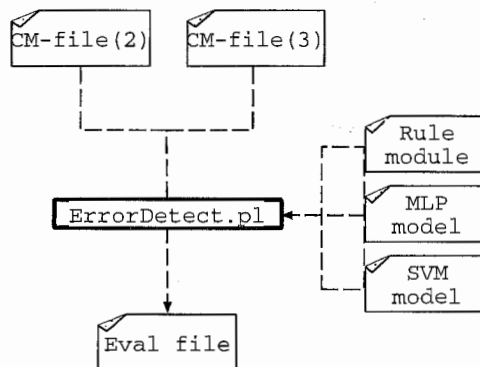 CM-file(2)
CM-file(3)
Rule
module
ErrorDetect.pl
MLP
model
SVM
model
Eval file